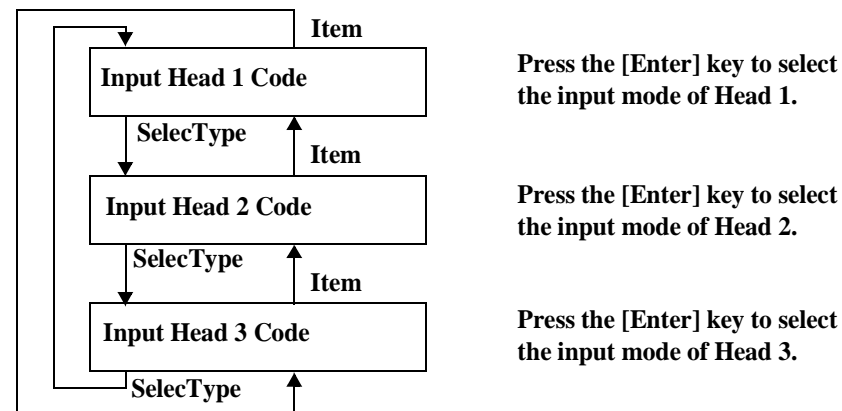 Item
Input Head 1 Code
Press the [Enter] key to select
the input mode of Head 1.
SelecType
Item
Input Head 2 Code
Press the [Enter] key to select
the input mode of Head 2.
SelecType
Item
Input Head 3 Code
Press the [Enter] key to select
the input mode of Head 3.
SelecType